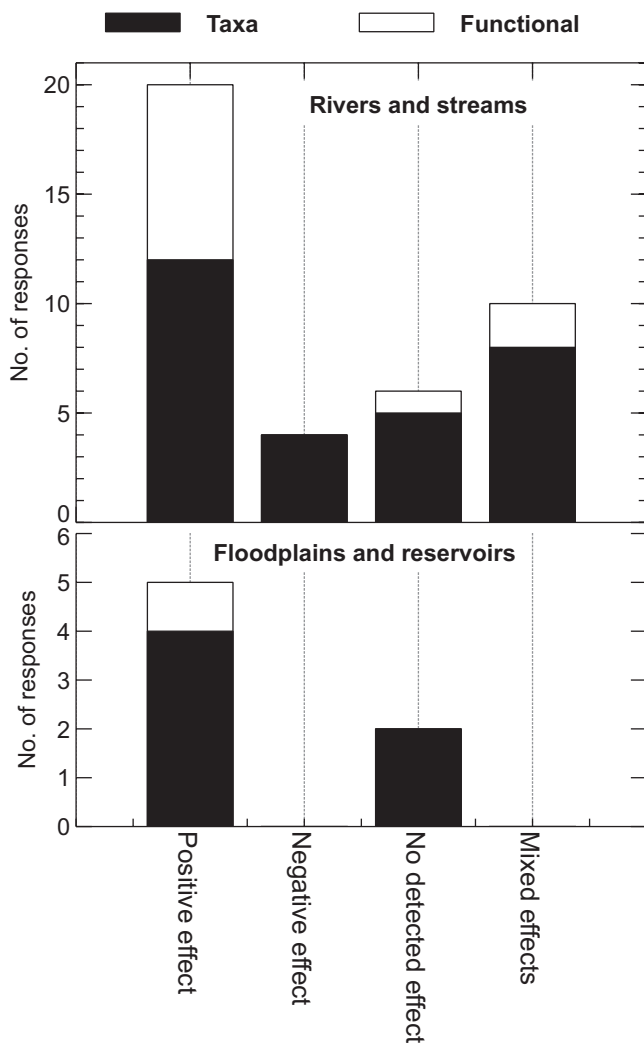 Taxa
Functional
Rivers and streams
No. of responses
20
15
10
5
0
Floodplains and reservoirs
No. of responses
6
5
4
3
2
1
0
Positive effect
Negative effect
No detected effect
Mixed effects